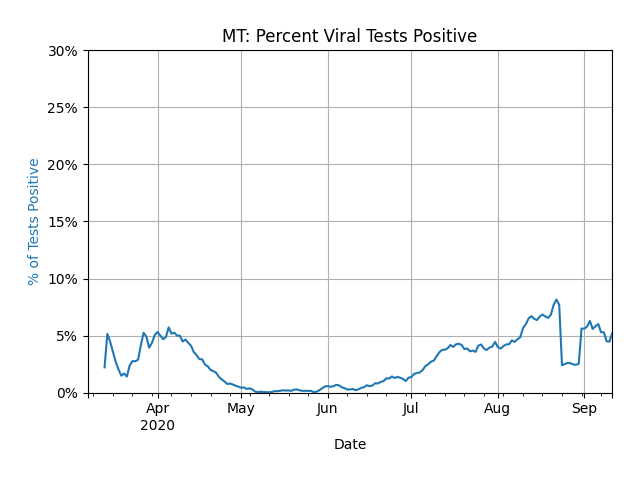 MT: Percent Viral Tests Positive
30%
25%
20%
15%
10%
5%
0%
% of Tests Positive
Apr
2020
May
Jun
Jul
Aug
Sep
Date